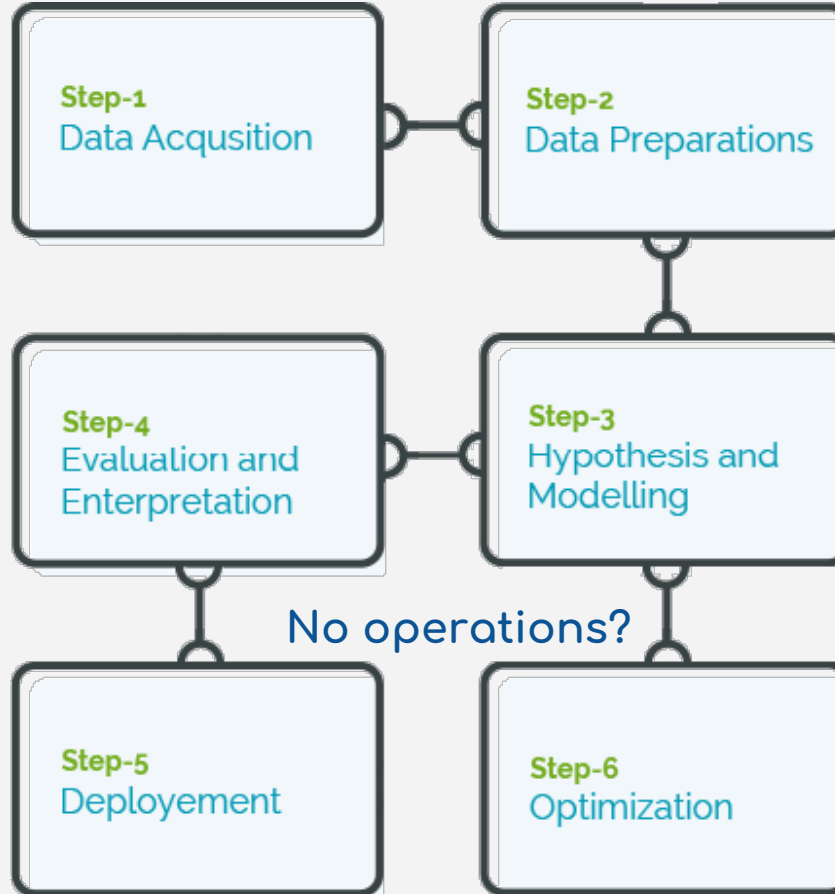 Step-1
Data Acqusition
Step-2
Data Preparations
Step-4
Evaluation and
Enterpretation
Step-3
Hypothesis and
Modelling
No operations?
Step-5
Deployement
Step-6
Optimization